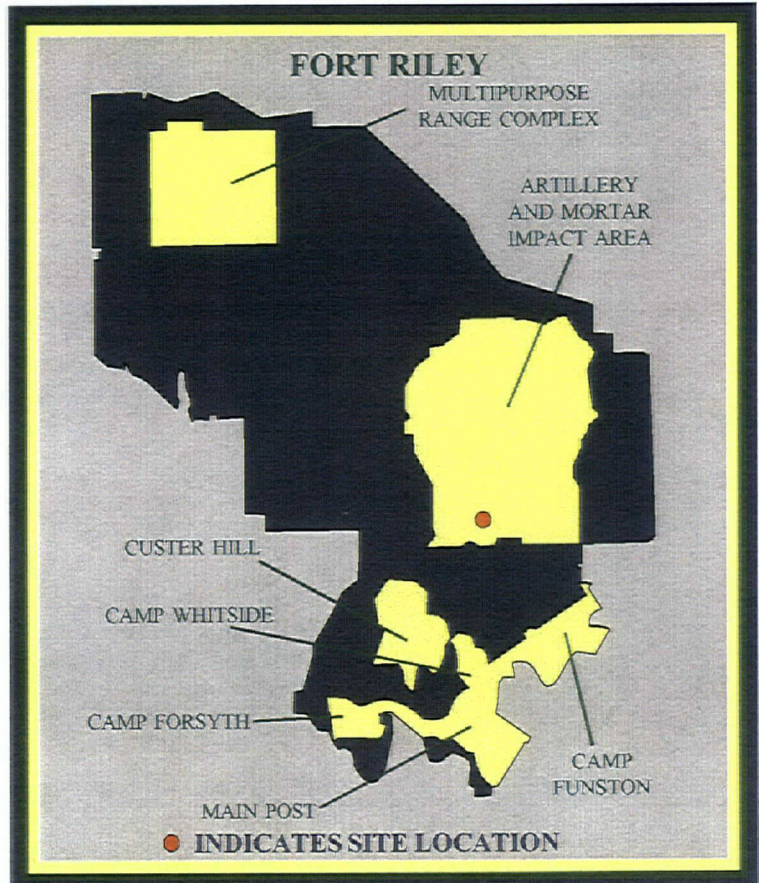 FORT RILEY
MULTIPURPOSE
RANGE COMPLEX
ARTILLERY
AND MORTAR
IMPACT AREA
CUSTER HILL
CAMP WHITSIDE
CAMP FORSYTH
CAMP
FUNSTON
MAIN POST
INDICATES SITE LOCATION